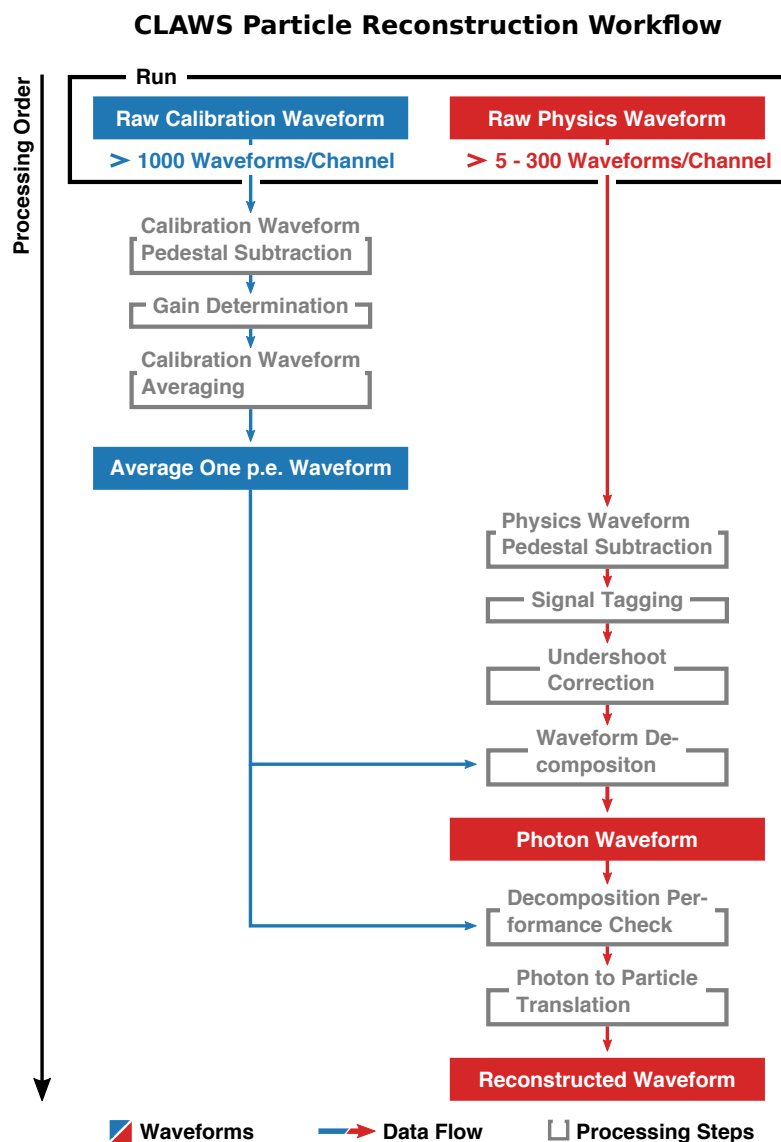 CLAWS Particle Reconstruction Workflow
Processing Order
Run
Raw Calibration Waveform
> 1000 Waveforms/Channel
Raw Physics Waveform
> 5 - 300 Waveforms/Channel
Calibration Waveform
Pedestal Subtraction
Gain Determination
Calibration Waveform
Averaging
Average One p.e. Waveform
Physics Waveform
Pedestal Subtraction
Signal Tagging
Undershoot
Correction
Waveform De-
compositon
Photon Waveform
Decomposition Per-
formance Check
Photon to Particle
Translation
Reconstructed Waveform
Waveforms
Data Flow
Processing Steps